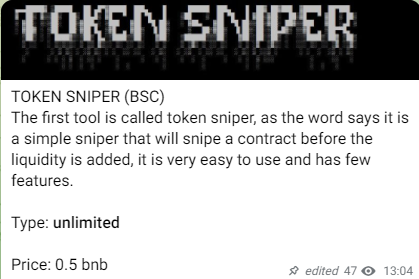 TOKEN SNIPER
TOKEN SNIPER (BSC)
The first tool is called token sniper, as the word says it is
a simple sniper that will snipe a contract before the
liquidity is added, it is very easy to use and has few
features.
Type: unlimited
Price: 0.5 bnb
edited 47 13:04